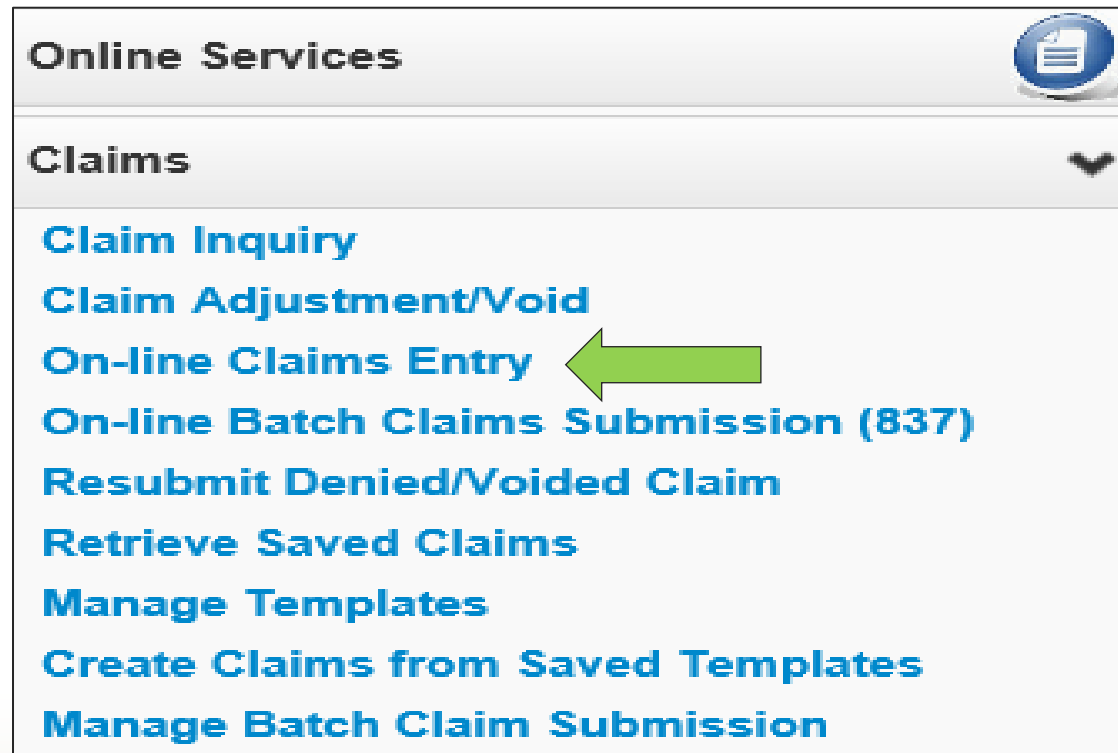 Online Services
Claims
Claim Inquiry
Claim Adjustment/Void
On-line Claims Entry
On-line Batch Claims Submission (837)
Resubmit Denied/Voided Claim
Retrieve Saved Claims
Manage Templates
Create Claims from Saved Templates
Manage Batch Claim Submission